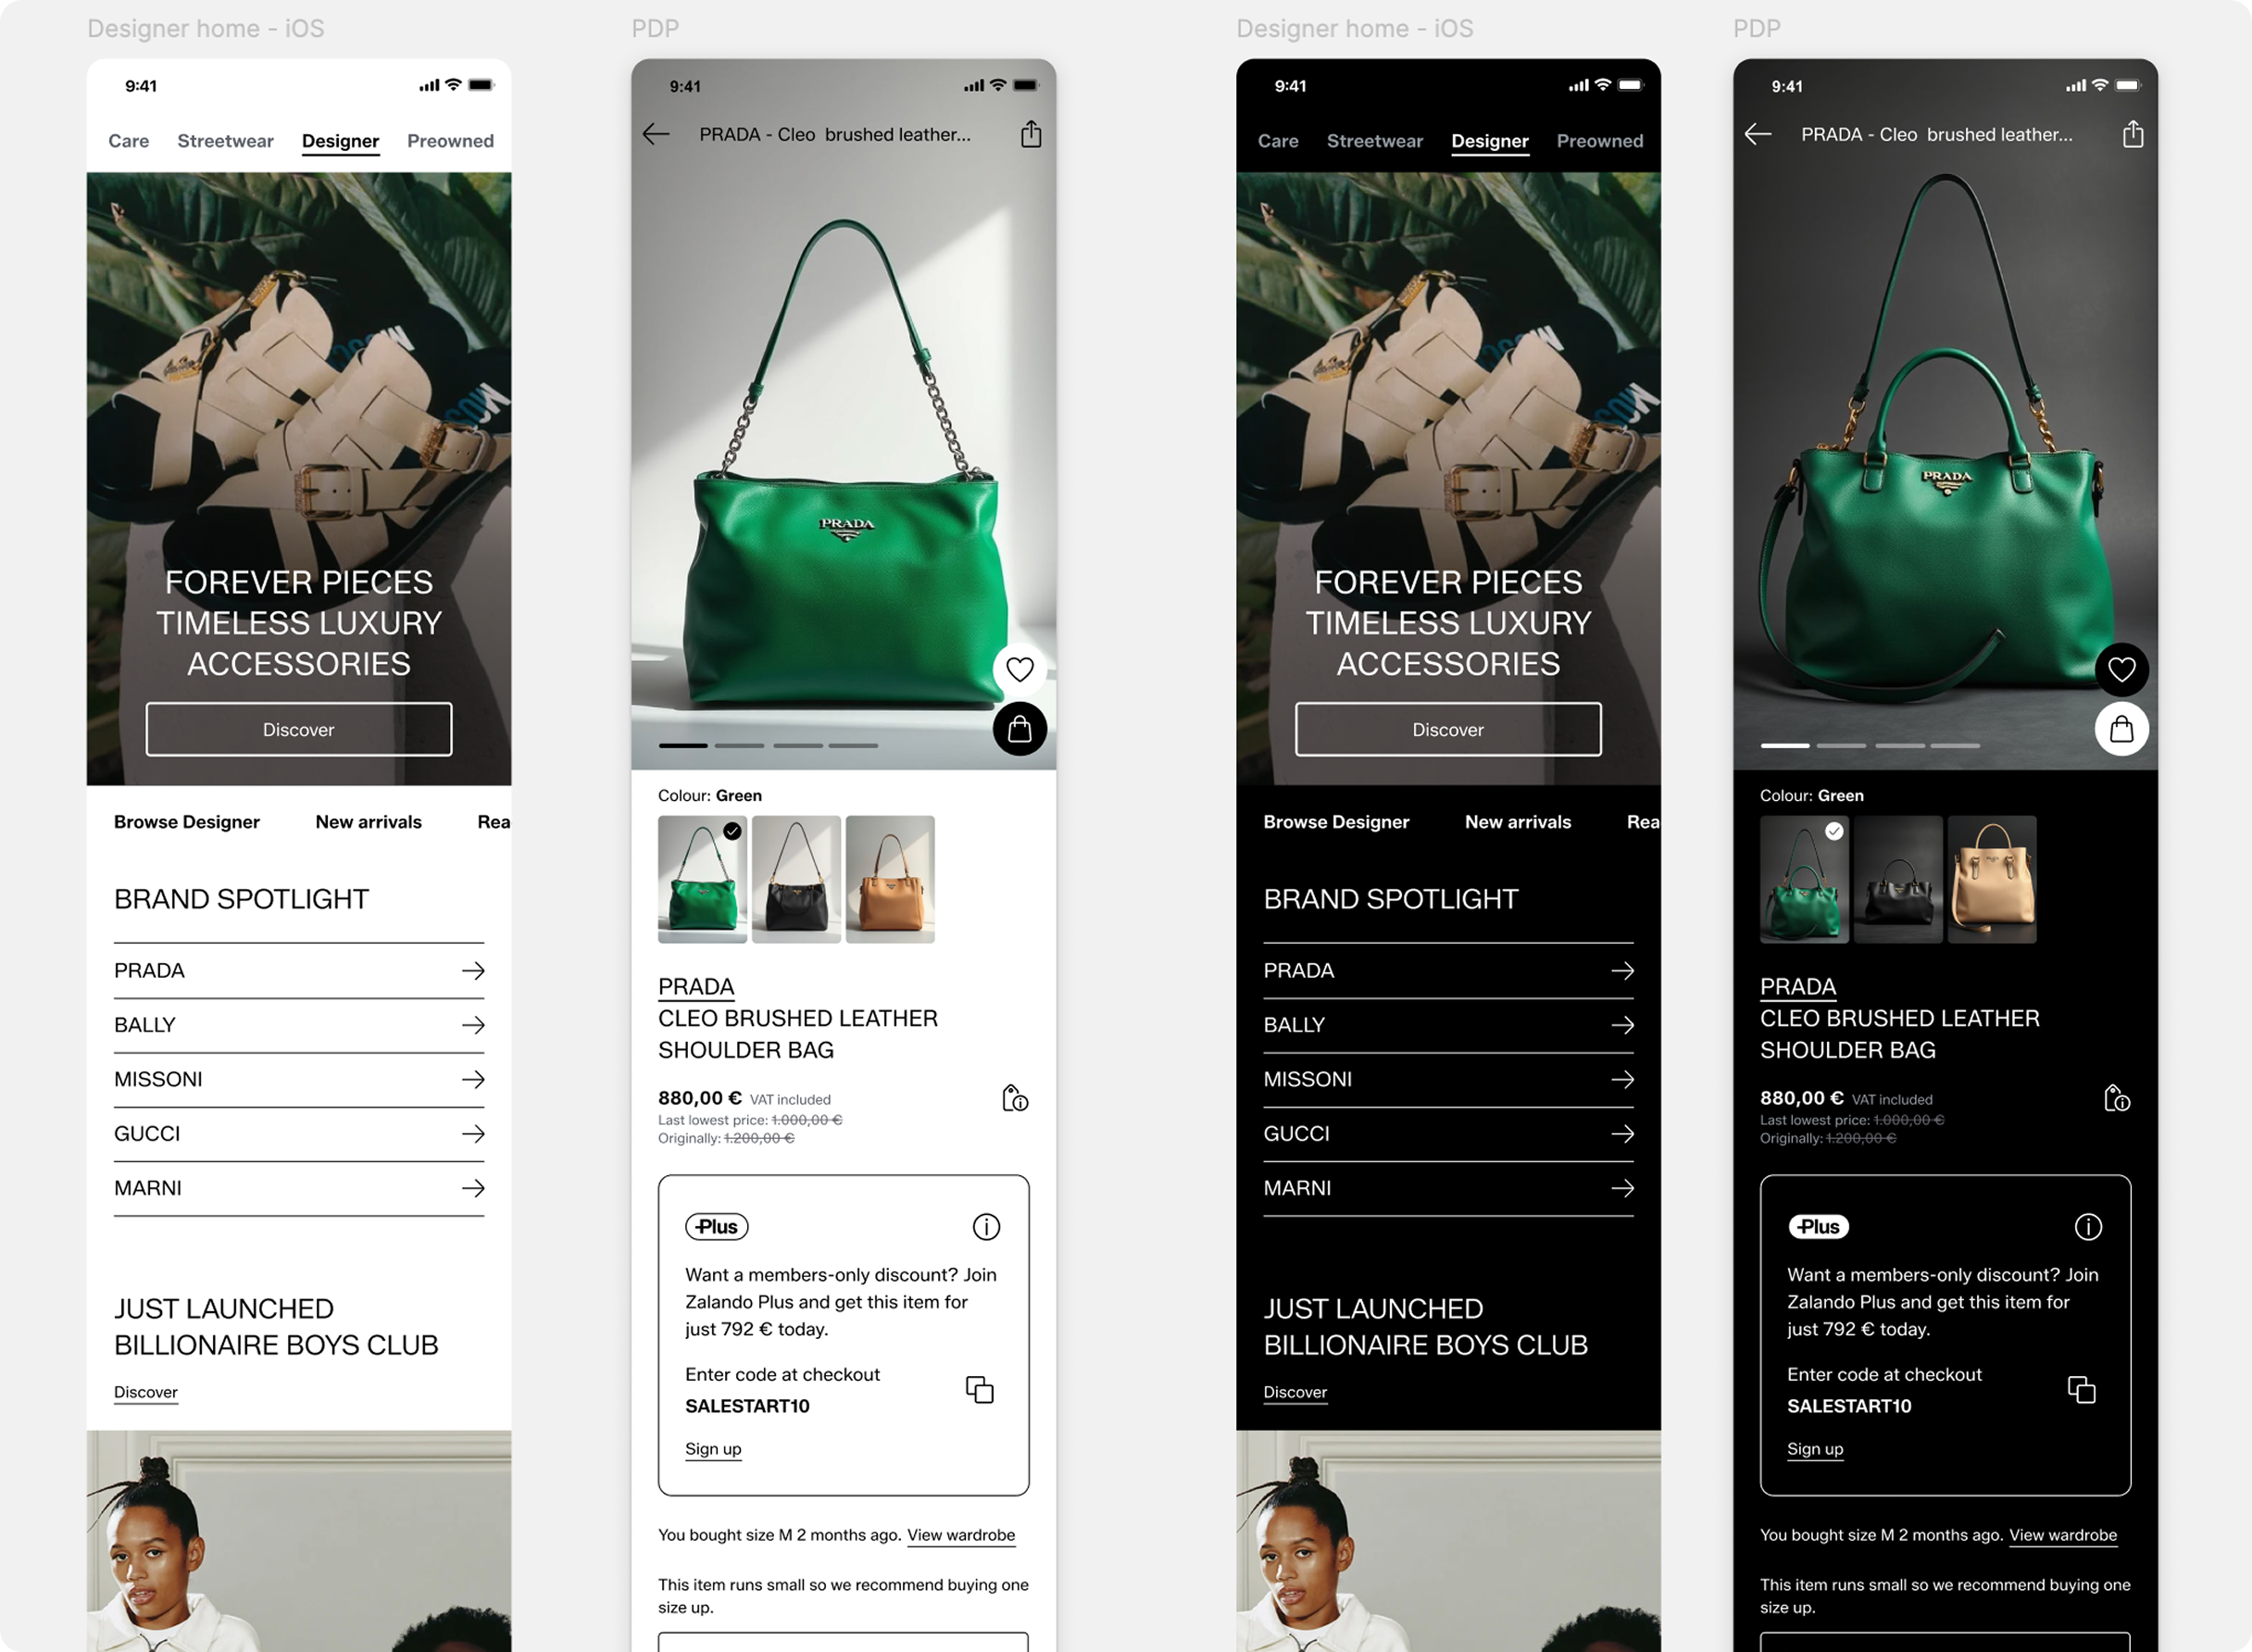 Designer home - iOS
9:41
Care Streetwear Designer Preowned
FOREVER PIECES
TIMELESS LUXURY
ACCESSORIES
Discover
Browse Designer New arrivals Rea
BRAND SPOTLIGHT
PRADA
BALLY
MISSONI
GUCCI
MARNI
JUST LAUNCHED
BILLIONAIRE BOYS CLUB
Discover
PDP
9:41
PRADA - Cleo brushed leather...
PRADA
Colour: Green
PRADA
CLEO BRUSHED LEATHER
SHOULDER BAG
880,00 € VAT included
Last lowest price: 1.000,00 €
Originally: 1.200,00 €
Plus
Want a members-only discount? Join
Zalando Plus and get this item for
just 792 € today.
Enter code at checkout
SALESTART10
Sign up
You bought size M 2 months ago. View wardrobe
This item runs small so we recommend buying one
size up.
Designer home - iOS
9:41
Care Streetwear Designer Preowned
FOREVER PIECES
TIMELESS LUXURY
ACCESSORIES
Discover
Browse Designer New arrivals Rea
BRAND SPOTLIGHT
PRADA
BALLY
MISSONI
GUCCI
MARNI
JUST LAUNCHED
BILLIONAIRE BOYS CLUB
Discover
PDP
9:41
PRADA - Cleo brushed leather...
PRADA
Colour: Green
PRADA
CLEO BRUSHED LEATHER
SHOULDER BAG
880,00 € VAT included
Last lowest price: 1.000,00 €
Originally: 1.200,00 €
Plus
Want a members-only discount? Join
Zalando Plus and get this item for
just 792 € today.
Enter code at checkout
SALESTART10
Sign up
You bought size M 2 months ago. View wardrobe
This item runs small so we recommend buying one
size up.